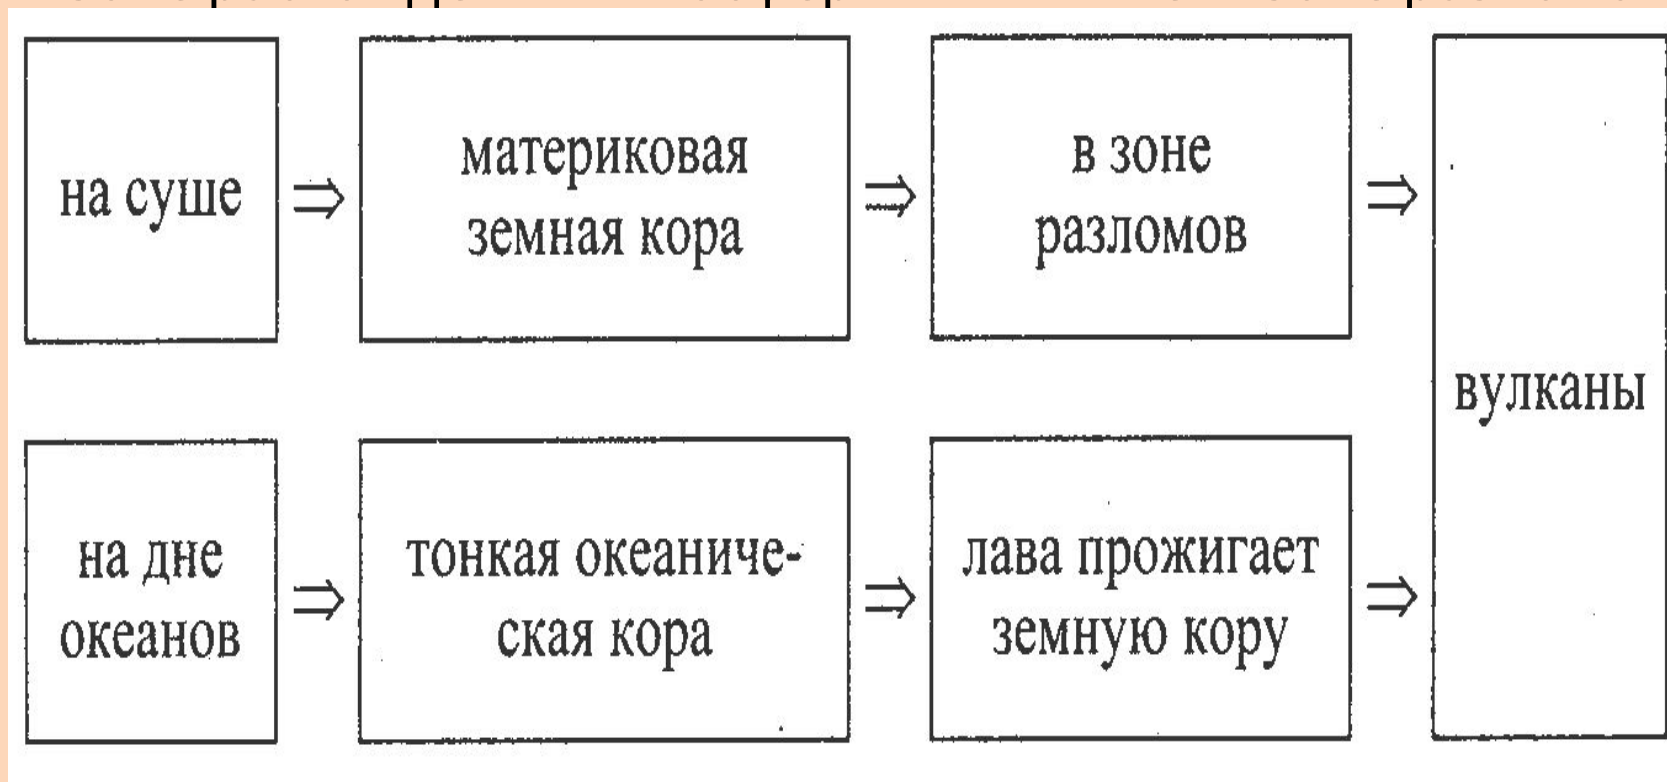 на суше
материковая
земная кора
в зоне
разломов
вулканы
на дне
океанов
тонкая океаниче-
ская кора
лава прожигает
земную кору